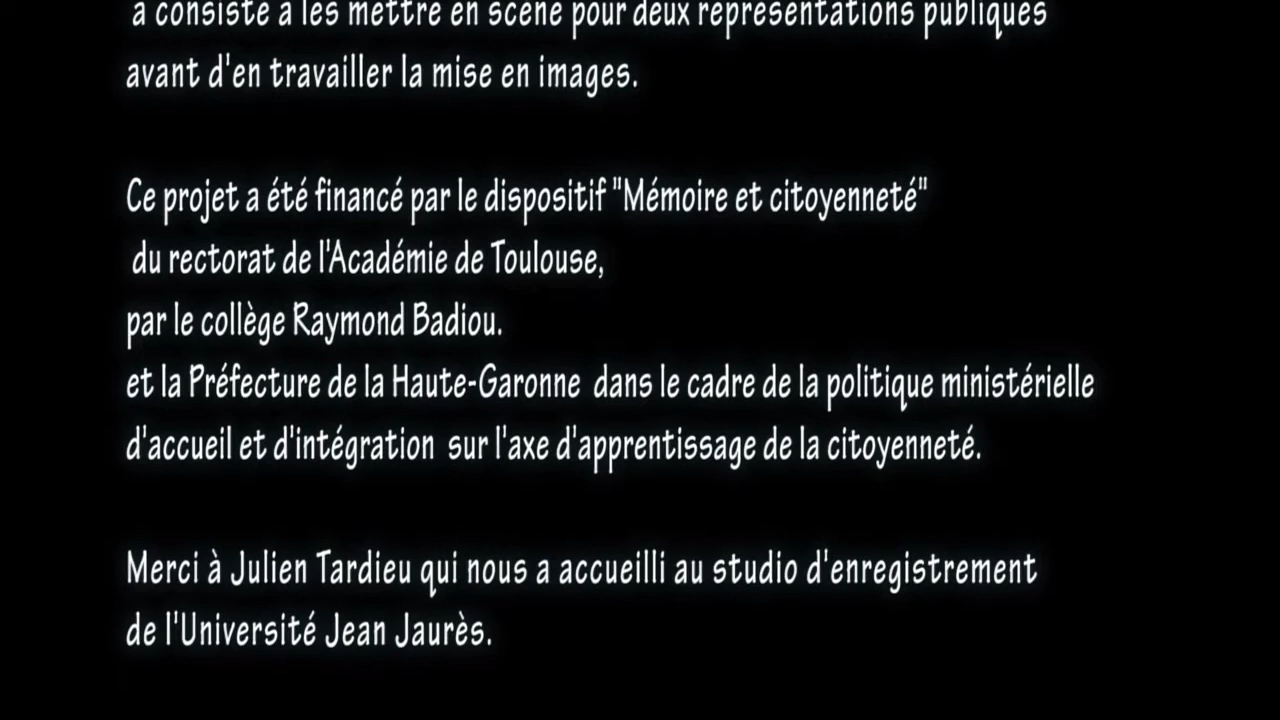 a consisté à les mettre en scène pour deux représentations publiques
avant d'en travailler la mise en images.
Ce projet a été financé par le dispositif "Mémoire et citoyenneté"
du rectorat de l'Académie de Toulouse,
par le collège Raymond Badiou.
et la Préfecture de la Haute-Garonne dans le cadre de la politique ministérielle
d'accueil et d'intégration sur l'axe d'apprentissage de la citoyenneté.
Merci à Julien Tardieu qui nous a accueilli au studio d'enregistrement
de l'Université Jean Jaurès.